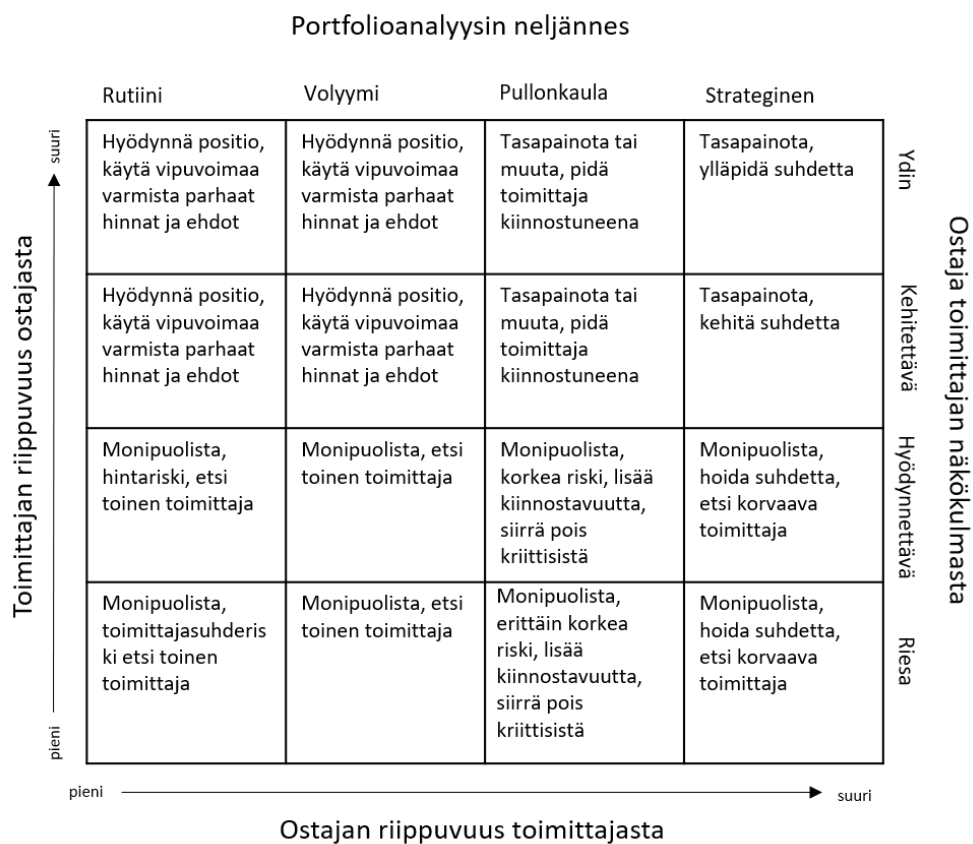 Portfolioanalyysin neljännes
Rutiini
Volyymi
Pullonkaula
Strateginen
suuri
Toimittajan riippuvuus ostajasta
pieni
Hyödynnä positio,
käytä vipuvoimaa
varmista parhaat
hinnat ja ehdot
Hyödynnä positio,
käytä vipuvoimaa
varmista parhaat
hinnat ja ehdot
Tasapainota tai
muuta, pidä
toimittaja
kiinnostuneena
Tasapainota,
ylläpidä suhdetta
Ydin
Hyödynnä positio,
käytä vipuvoimaa
varmista parhaat
hinnat ja ehdot
Hyödynnä positio,
käytä vipuvoimaa
varmista parhaat
hinnat ja ehdot
Tasapainota tai
muuta, pidä
toimittaja
kiinnostuneena
Tasapainota,
kehitä suhdetta
Kehitettävä
Monipuolista,
hintariski, etsi
toinen toimittaja
Monipuolista, etsi
toinen toimittaja
Monipuolista,
korkea riski, lisää
kiinnostavuutta,
siirrä pois
kriittisistä
Monipuolista,
hoida suhdetta,
etsi korvaava
toimittaja
Hyödynnettävä
Monipuolista,
toimittajasuhderis
ki etsi toinen
toimittaja
Monipuolista, etsi
toinen toimittaja
Monipuolista,
erittäin korkea
riski, lisää
kiinnostavuutta,
siirrä pois
kriittisistä
Monipuolista,
hoida suhdetta,
etsi korvaava
toimittaja
Riesa
Ostaja toimittajan näkökulmasta
pieni
suuri
Ostajan riippuvuus toimittajasta